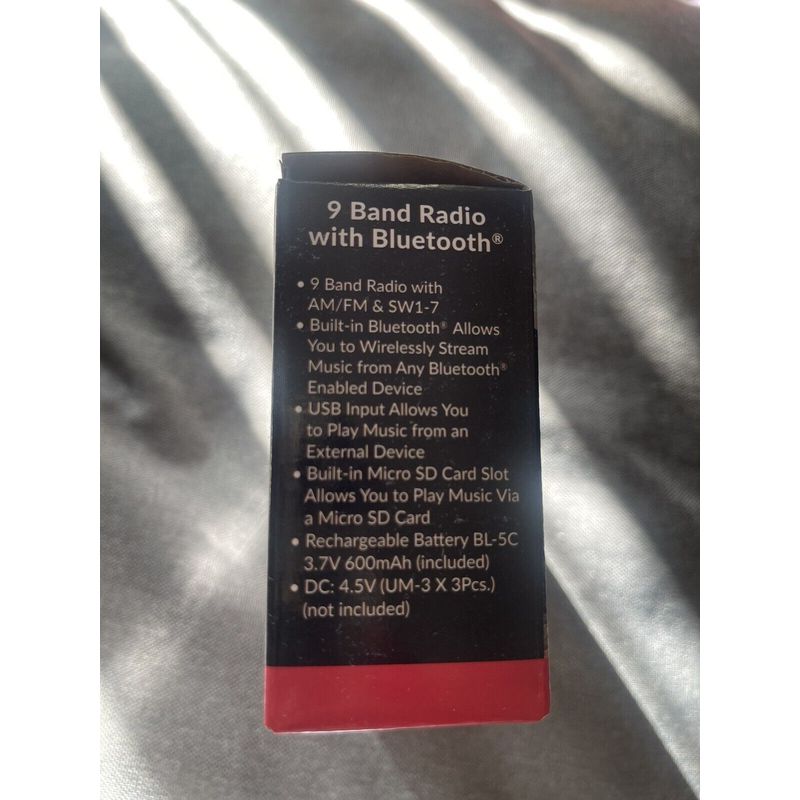 9 Band Radio
with Bluetooth®
• 9 Band Radio with
AM/FM & SW1-7
• Built-in Bluetooth® Allows
You to Wirelessly Stream
Music from Any Bluetooth®
Enabled Device
• USB Input Allows You
to Play Music from an
External Device
• Built-in Micro SD Card Slot
Allows You to Play Music Via
a Micro SD Card
• Rechargeable Battery BL-5C
3.7V 600mAh (included)
• DC: 4.5V (UM-3 X 3Pcs.)
(not included)